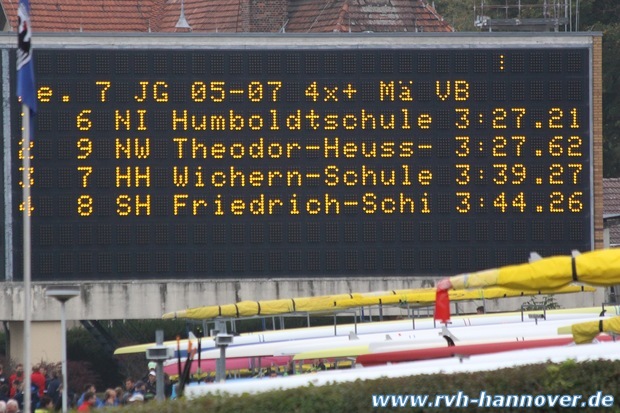 e. 7 JG 05-07 4x+ Mä VB :
6 NI Humboldtschule 3:27.21
2 9 NW Theodor-Heuss- 3:27.62
3 7 HH Wichern-Schule 3:39.27
4 8 SH Friedrich-Schi 3:44.26
www.rvh-hannover.de